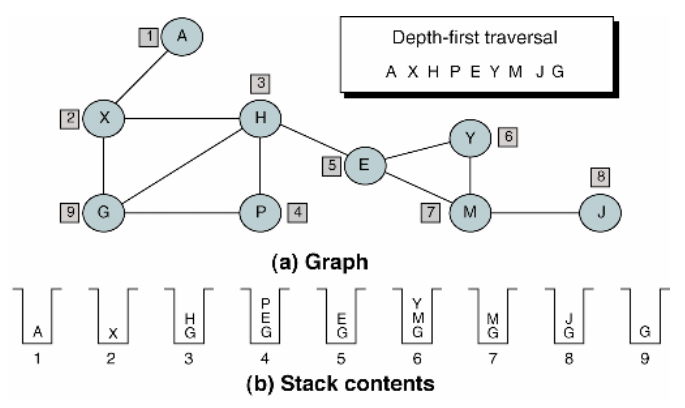 Depth-first traversal
A X H P E Y M J G
1 A
3
2 X H
Y 6
5 E
8
9 G P 4 7 M J
(a) Graph
A X H G P E G E G Y M G M G J G G
1 2 3 4 5 6 7 8 9
(b) Stack contents